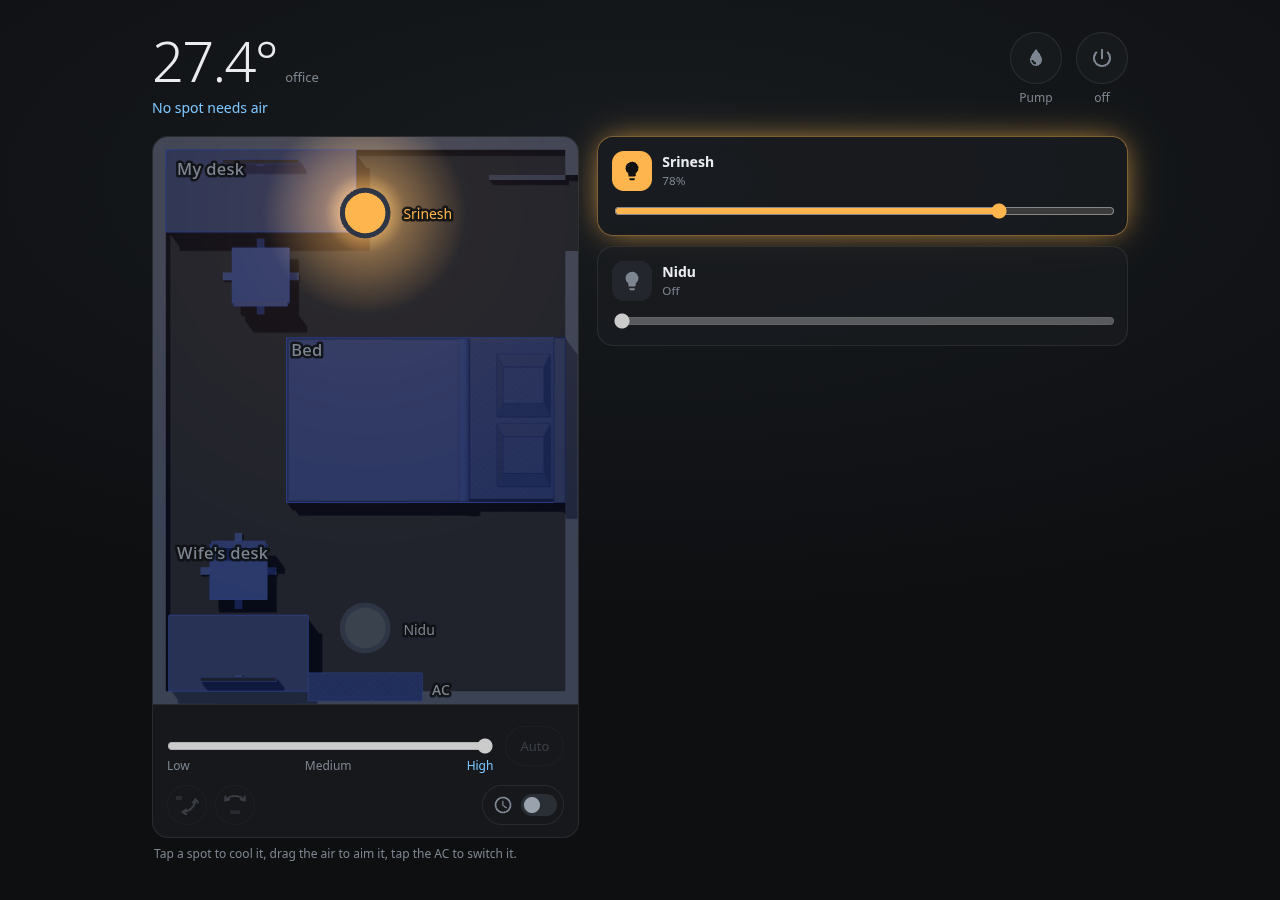 27.4° office
No spot needs air
Pump
off
My desk
Srinesh
Bed
Wife's desk
Nidu
AC
Srinesh
78%
Nidu
Off
Low
Medium
High
Auto
Tap a spot to cool it, drag the air to aim it, tap the AC to switch it.